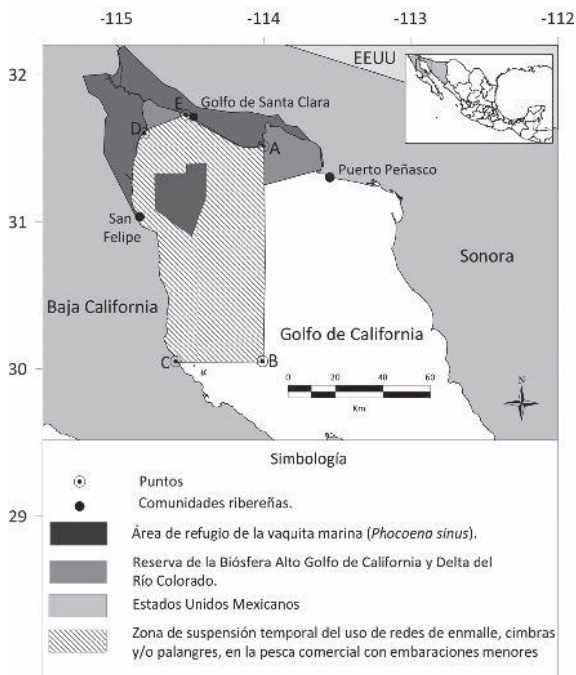 -115 -114 -113 -112
32
EEUU
E
Golfo de Santa Clara
D
A
Puerto Peñasco
31
San
Felipe
Sonora
Baja California
Golfo de California
C
B
30
0 20 40 60
Km
N
Simbología
Puntos
Comunidades ribereñas.
29
Área de refugio de la vaquita marina (Phocoena sinus).
Reserva de la Biósfera Alto Golfo de California y Delta del
Río Colorado.
Estados Unidos Mexicanos
Zona de suspensión temporal del uso de redes de enmalle, cimbras
y/o palangres, en la pesca comercial con embaraciones menores